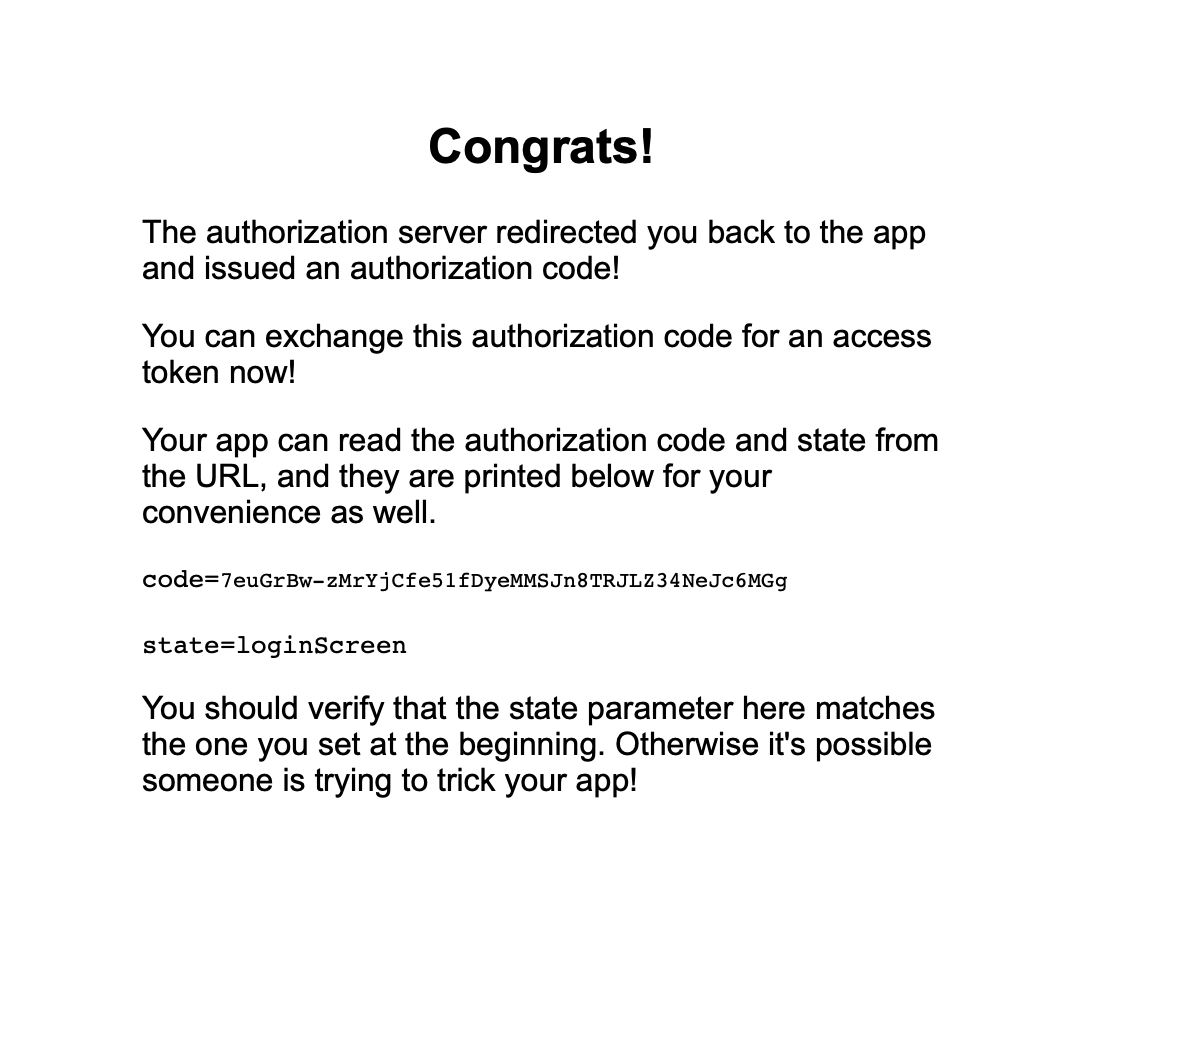 Congrats!
The authorization server redirected you back to the app
and issued an authorization code!
You can exchange this authorization code for an access
token now!
Your app can read the authorization code and state from
the URL, and they are printed below for your
convenience as well.
code=7euGrBw-zMrYjCfe51fDyeMMSJn8TRJLZ34NeJc6MGg
state=loginScreen
You should verify that the state parameter here matches
the one you set at the beginning. Otherwise it's possible
someone is trying to trick your app!